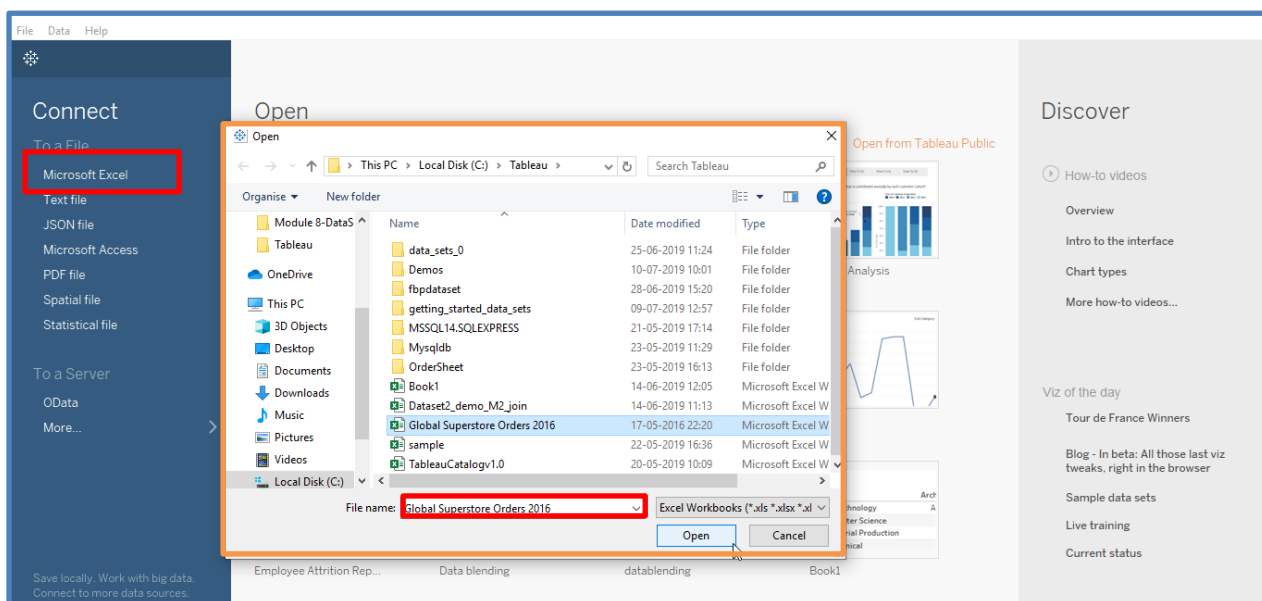 File Data Help
Connect
To a File
Microsoft Excel
Text file
JSON file
Microsoft Access
PDF file
Spatial file
Statistical file
To a Server
OData
More...
Save locally. Work with big data.
Connect to more data sources.
Open
Open from Tableau Public
Open
This PC > Local Disk (C:) > Tableau >
Search Tableau
Organise
New folder
Module 8-DataS
Tableau
OneDrive
This PC
3D Objects
Desktop
Documents
Downloads
Music
Pictures
Videos
Local Disk (C:)
Name Date modified Type
data_sets_0 25-06-2019 11:24 File folder
Demos 10-07-2019 10:01 File folder
fbpdataset 28-06-2019 15:20 File folder
getting_started_data_sets 09-07-2019 12:57 File folder
MSSQL14.SQLEXPRESS 21-05-2019 17:14 File folder
Mysqldb 23-05-2019 11:29 File folder
OrderSheet 23-05-2019 16:13 File folder
Book1 14-06-2019 12:05 Microsoft Excel W
Dataset2_demo_M2_join 14-06-2019 11:13 Microsoft Excel W
Global Superstore Orders 2016 17-05-2016 22:20 Microsoft Excel W
sample 22-05-2019 16:36 Microsoft Excel W
TableauCatalogv1.0 20-05-2019 10:09 Microsoft Excel W
File name: Global Superstore Orders 2016
Excel Workbooks (*.xls *.xlsx *.xl
Open Cancel
Analysis
Arch
hnology A
ter Science
rial Production
nical
Employee Attrition Rep... Data blending datablending Book1
Discover
How-to videos
Overview
Intro to the interface
Chart types
More how-to videos...
Viz of the day
Tour de France Winners
Blog - In beta: All those last viz
tweaks, right in the browser
Sample data sets
Live training
Current status